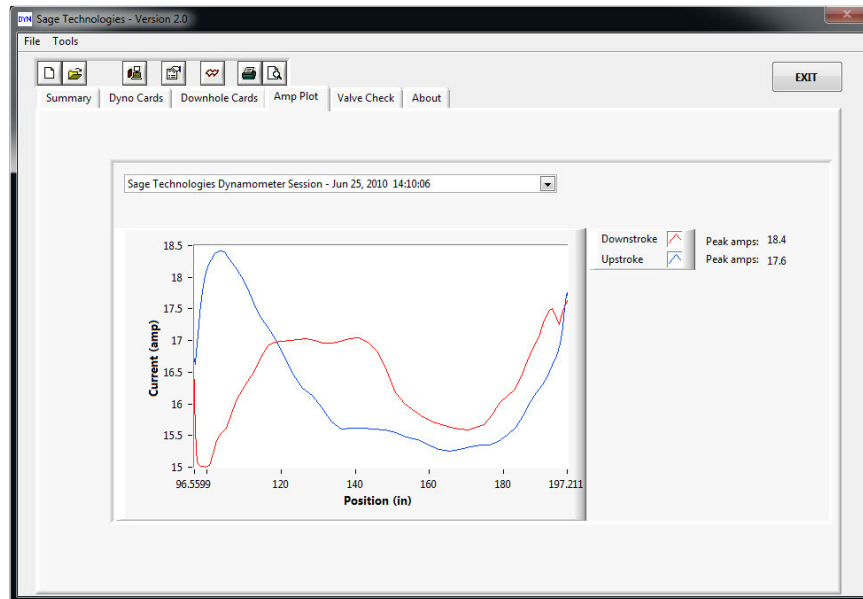 DYN Sage Technologies - Version 2.0
File Tools
EXIT
Summary Dyno Cards Downhole Cards Amp Plot Valve Check About
Sage Technologies Dynamometer Session - Jun 25, 2010 14:10:06
Downstroke Peak amps: 18.4
Upstroke Peak amps: 17.6
Current (amp)
18.5
18
17.5
17
16.5
16
15.5
15
96.5599 120 140 160 180 197.211
Position (in)